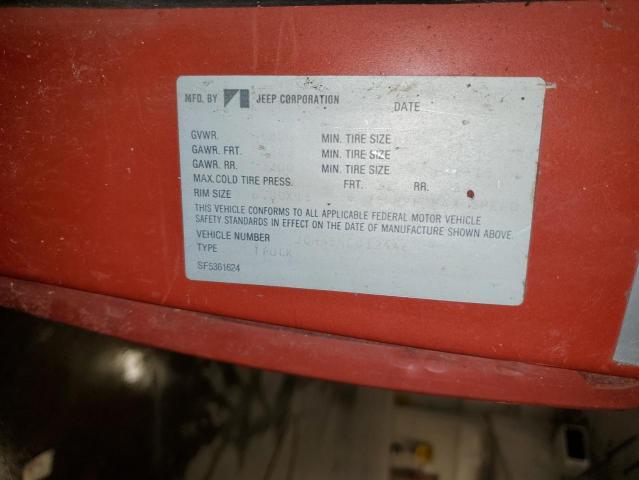 MFD. BY JEEP CORPORATION
DATE
GVWR. MIN. TIRE SIZE
GAWR. FRT. MIN. TIRE SIZE
GAWR. RR. MIN. TIRE SIZE
MAX. COLD TIRE PRESS. FRT. RR.
RIM SIZE
THIS VEHICLE CONFORMS TO ALL APPLICABLE FEDERAL MOTOR VEHICLE
SAFETY STANDARDS IN EFFECT ON THE DATE OF MANUFACTURE SHOWN ABOVE.
VEHICLE NUMBER
TYPE TRUCK
SF5361624